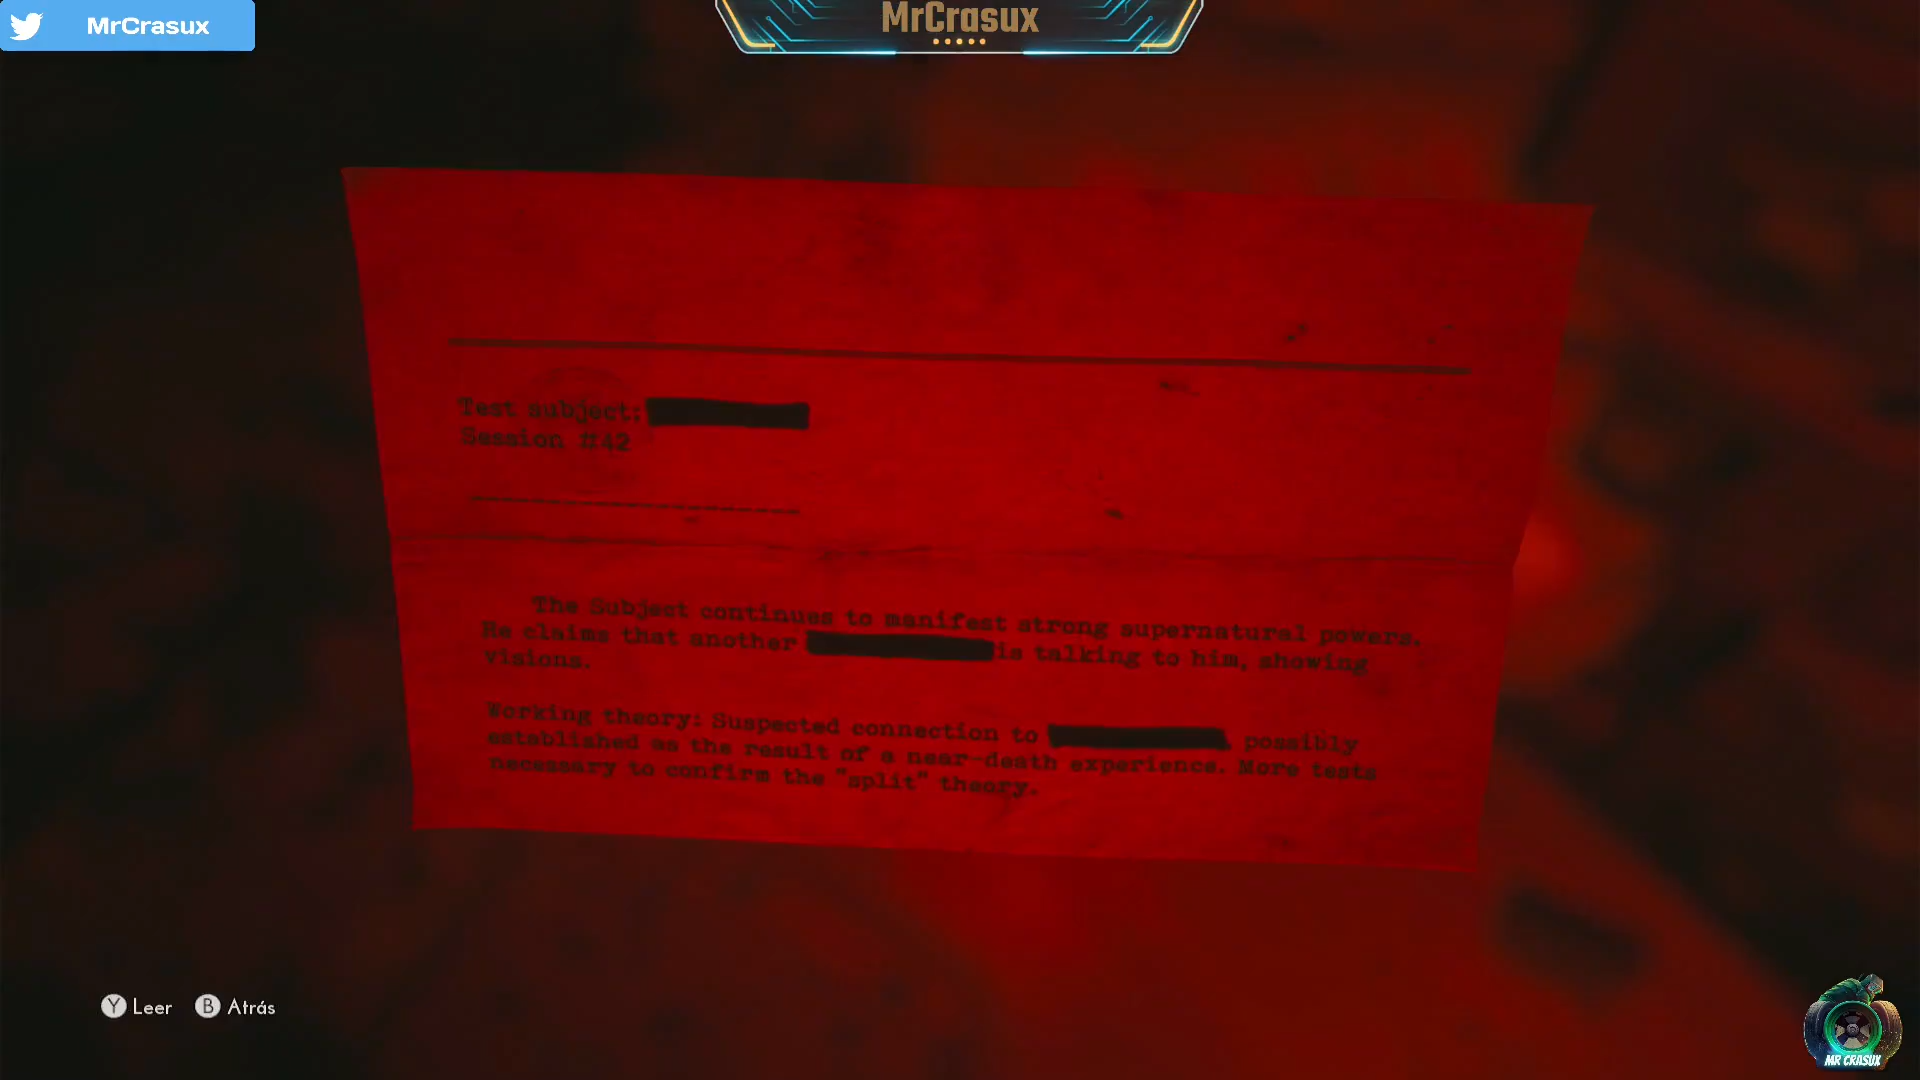 MrCrasux
MrCrasux
Test subject:
Session #42
The Subject continues to manifest strong supernatural powers.
He claims that another is talking to him, showing
visions.
Working theory: Suspected connection to possibly
established as the result of a near-death experience. More tests
necessary to confirm the "split" theory.
Y Leer B Atrás
MR CRASUX